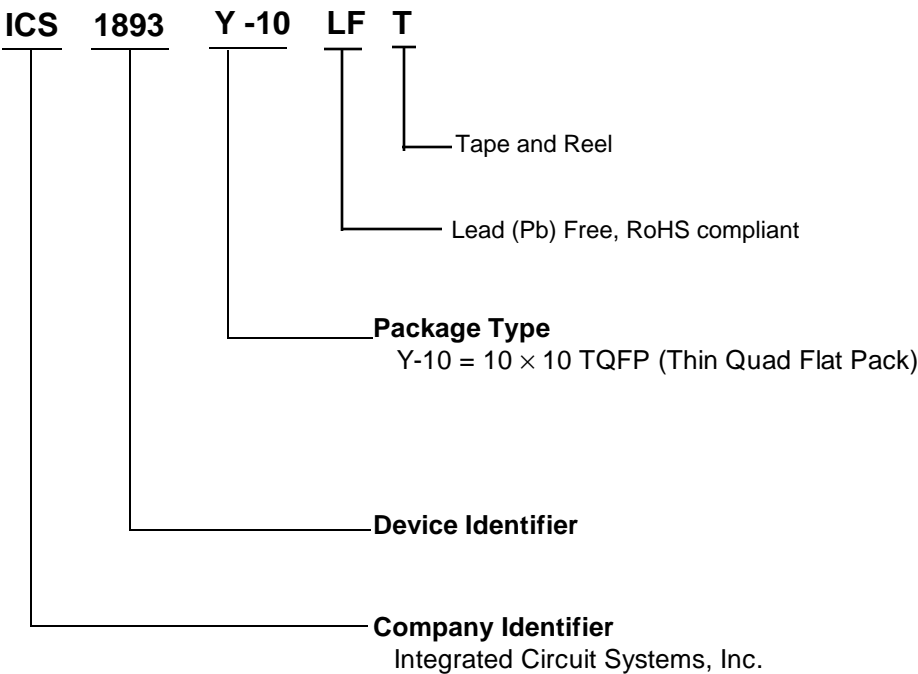 ICS 1893 Y -10 LF T
Tape and Reel
Lead (Pb) Free, RoHS compliant
Package Type
Y-10 = 10 × 10 TQFP (Thin Quad Flat Pack)
Device Identifier
Company Identifier
Integrated Circuit Systems, Inc.